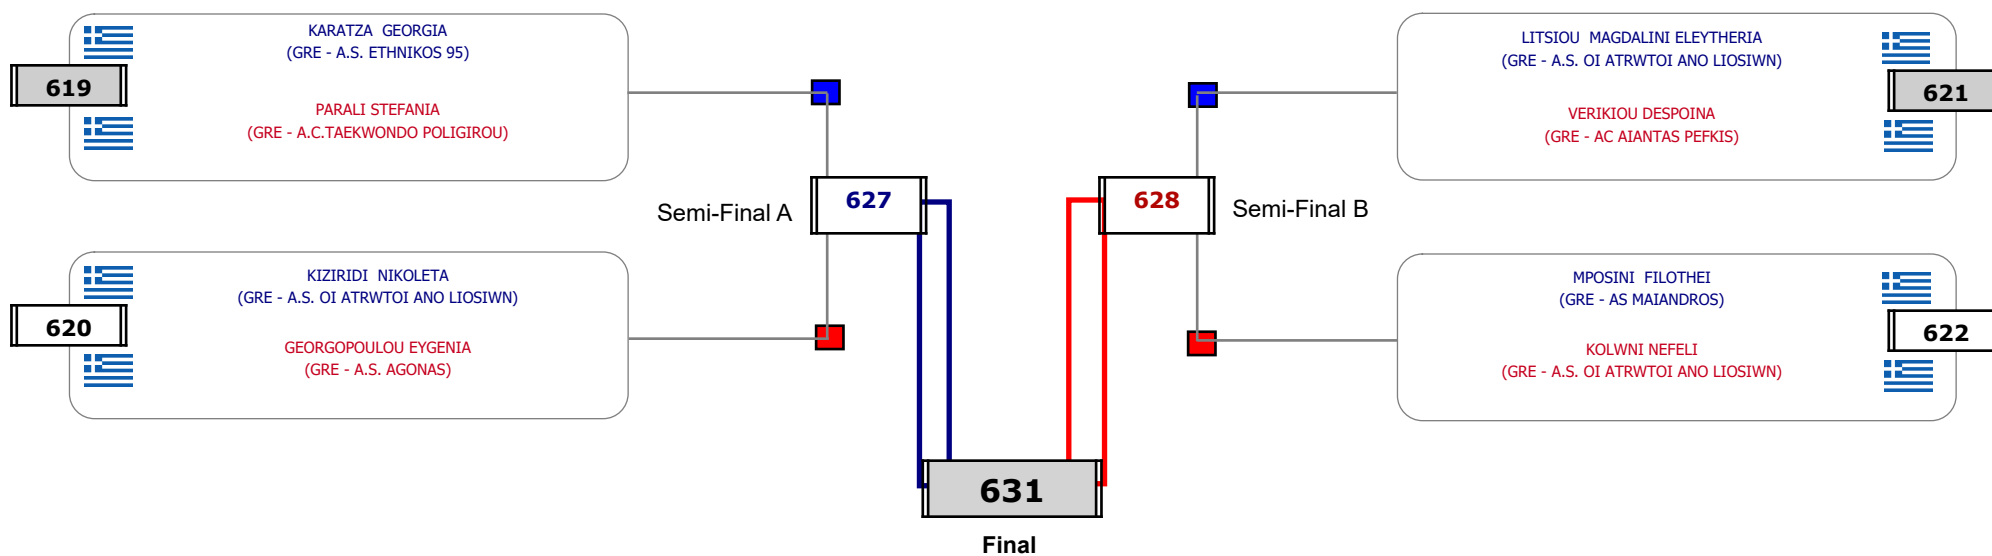 KARATZA GEORGIA
(GRE - A.S. ETHNIKOS 95)
619
PARALI STEFANIA
(GRE - A.C.TAEKWONDO POLIGIROU)
KIZIRIDI NIKOLETA
(GRE - A.S. OI ATRWTOI ANO LIOSIWN)
620
GEORGOPOULOU EYGENIA
(GRE - A.S. AGONAS)
Semi-Final A
627
628
Semi-Final B
LITSIOU MAGDALINI ELEYTHERIA
(GRE - A.S. OI ATRWTOI ANO LIOSIWN)
621
VERIKIOU DESPOINA
(GRE - AC AIANTAS PEFKIS)
MPOSINI FILOTHEI
(GRE - AS MAIANDROS)
622
KOLWNI NEFELI
(GRE - A.S. OI ATRWTOI ANO LIOSIWN)
631
Final